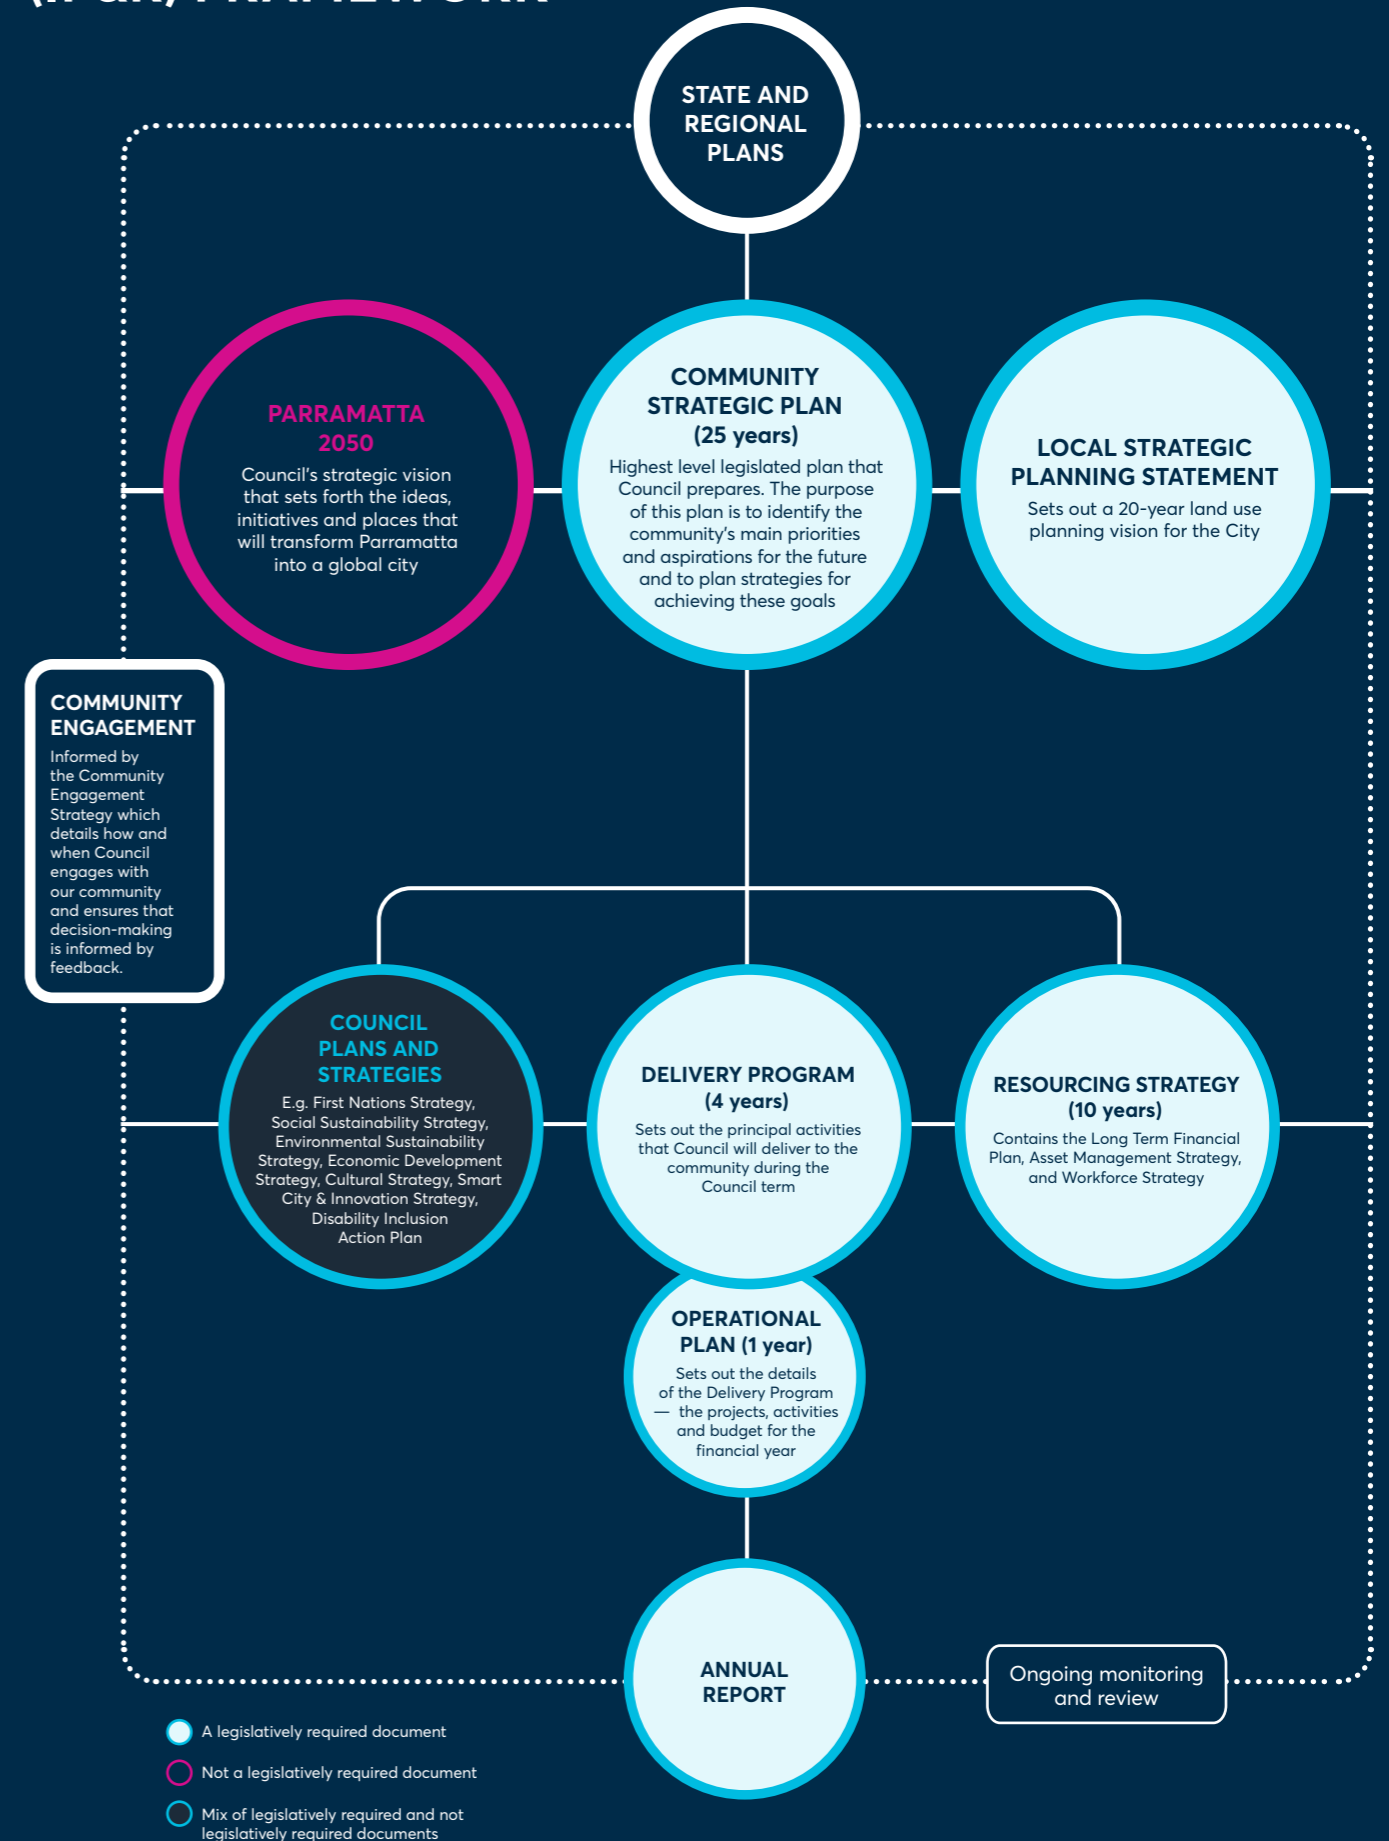 FRAMEWORK
STATE AND
REGIONAL
PLANS
PARRAMATTA
2050
Council's strategic vision
that sets forth the ideas,
initiatives and places that
will transform Parramatta
into a global city
COMMUNITY
STRATEGIC PLAN
(25 years)
Highest level legislated plan that
Council prepares. The purpose
of this plan is to identify the
community's main priorities
and aspirations for the future
and to plan strategies for
achieving these goals
LOCAL STRATEGIC
PLANNING STATEMENT
Sets out a 20-year land use
planning vision for the City
COMMUNITY
ENGAGEMENT
Informed by
the Community
Engagement
Strategy which
details how and
when Council
engages with
our community
and ensures that
decision-making
is informed by
feedback.
COUNCIL
PLANS AND
STRATEGIES
E.g. First Nations Strategy,
Social Sustainability Strategy,
Environmental Sustainability
Strategy, Economic Development
Strategy, Cultural Strategy, Smart
City & Innovation Strategy,
Disability Inclusion
Action Plan
DELIVERY PROGRAM
(4 years)
Sets out the principal activities
that Council will deliver to the
community during the
Council term
RESOURCING STRATEGY
(10 years)
Contains the Long Term Financial
Plan, Asset Management Strategy,
and Workforce Strategy
OPERATIONAL
PLAN (1 year)
Sets out the details
of the Delivery Program
— the projects, activities
and budget for the
financial year
ANNUAL
REPORT
Ongoing monitoring
and review
A legislatively required document
Not a legislatively required document
Mix of legislatively required and not
legislatively required documents